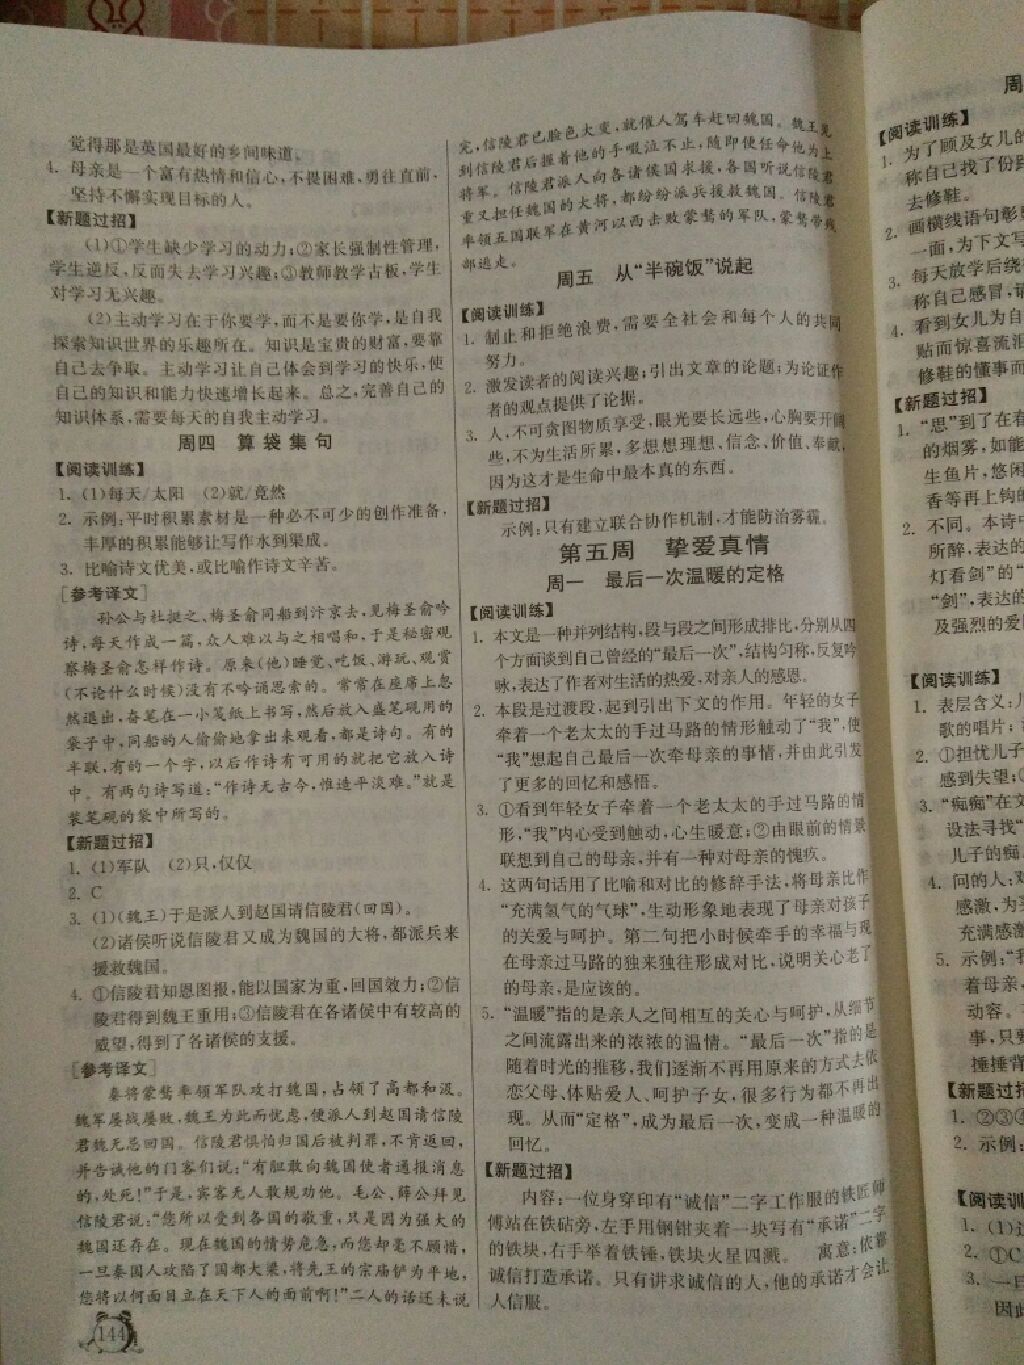 觉得那是英国最好的乡间味道。
4. 母亲是一个富有热情和信心,不畏困难,勇往直前,
坚持不懈实现目标的人。
【新题过招】
(1)①学生缺少学习的动力;②家长强制性管理,
学生逆反,反而失去学习兴趣;③教师教学古板,学生
对学习无兴趣。
(2)主动学习在于你要学,而不是要你学,是自我
探索知识世界的乐趣所在。知识是宝贵的财富,要靠
自己去争取。主动学习让自己体会到学习的快乐,使
自己的知识和能力快速增长起来。总之,完善自己的
知识体系,需要每天的自我主动学习。
周四 算袋集句
【阅读训练】
1. (1)每天/太阳 (2)就/竟然
2. 示例:平时积累素材是一种必不可少的创作准备,
丰厚的积累能够让写作水到渠成。
3. 比喻诗文优美,或比喻作诗文辛苦。
[参考译文]
孙公与杜挺之、梅圣俞同船到汴京去,见梅圣俞吟
诗,每天作成一篇,众人难以与之相唱和,于是秘密观
察梅圣俞怎样作诗。原来(他)睡觉、吃饭、游玩、观赏
(不论什么时候)没有不吟诵思索的。常常在座席上忽
然退出,奋笔在一小笺纸上书写,然后放入盛笔砚用的
袋子中,同船的人偷偷地拿出来观看,都是诗句。有的
半联,有的一个字,以后作诗有可用的就把它放入诗
中。有两句诗写道:“作诗无古今,惟造平淡难。”就是
装笔砚的袋中所写的。
【新题过招】
1. (1)军队 (2)只,仅仅
2. C
3. (1)(魏王)于是派人到赵国请信陵君(回国)。
(2)诸侯听说信陵君又成为魏国的大将,都派兵来
援救魏国。
4. ①信陵君知恩图报,能以国家为重,回国效力;②信
陵君得到魏王重用;③信陵君在各诸侯中有较高的
威望,得到了各诸侯的支援。
[参考译文]
秦将蒙骜率领军队攻打魏国,占领了高都和汲。
魏军屡战屡败,魏王为此而忧虑,便派人到赵国请信陵
君魏无忌回国。信陵君惧怕归国后被判罪,不肯返回,
并告诫他的门客们说:“有胆敢向魏国使者通报消息
的,处死!”于是,宾客无人敢规劝他。毛公、薛公拜见
信陵君说:“您所以受到各国的敬重,只是因为强大的
魏国还存在。现在魏国的情势危急,而您却毫不顾惜,
一旦秦国人攻陷了国都大梁,将先王的宗庙铲为平地,
您将以何面目立在天下人的面前啊!”二人的话还未说
144
完,信陵君已脸色大变,就催人驾车赶回魏国。魏王见
到信陵君后握着他的手啜泣不止,随即便任命他为上
将军。信陵君派人向各诸侯国求援,各国听说信陵君
重又担任魏国的大将,都纷纷派兵援救魏国。信陵君
率领五国联军在黄河以西击败蒙骜的军队,蒙骜带残
部逃走。
周五 从“半碗饭”说起
【阅读训练】
1. 制止和拒绝浪费,需要全社会和每个人的共同
努力。
2. 激发读者的阅读兴趣;引出文章的论题;为论证作
者的观点提供了论据。
3. 人,不可贪图物质享受,眼光要长远些,心胸要开阔
些,不为生活所累,多想想理想、信念、价值、奉献,
因为这才是生命中最本真的东西。
【新题过招】
示例:只有建立联合协作机制,才能防治雾霾。
第五周 挚爱真情
周一 最后一次温暖的定格
【阅读训练】
1. 本文是一种并列结构,段与段之间形成排比,分别从四
个方面谈到自己曾经的“最后一次”,结构匀称,反复吟
咏,表达了作者对生活的热爱,对亲人的感恩。
2. 本段是过渡段,起到引出下文的作用。年轻的女子
牵着一个老太太的手过马路的情形触动了“我”,使
“我”想起自己最后一次牵母亲的事情,并由此引发
了更多的回忆和感悟。
3. ①看到年轻女子牵着一个老太太的手过马路的情
形,“我”内心受到触动,心生暖意;②由眼前的情景
联想到自己的母亲,并有一种对母亲的愧疚。
4. 这两句话用了比喻和对比的修辞手法,将母亲比作
“充满氢气的气球”,生动形象地表现了母亲对孩子
的关爱与呵护。第二句把小时候牵手的幸福与现
在母亲过马路的独来独往形成对比,说明关心老了
的母亲,是应该的。
5. “温暖”指的是亲人之间相互的关心与呵护,从细节
之间流露出来的浓浓的温情。“最后一次”指的是
随着时光的推移,我们逐渐不再用原来的方式去依
恋父母、体贴爱人、呵护子女,很多行为都不再出
现。从而“定格”,成为最后一次,变成一种温暖的
回忆。
【新题过招】
内容:一位身穿印有“诚信”二字工作服的铁匠师
傅站在铁砧旁,左手用钢钳夹着一块写有“承诺”二字
的铁块,右手举着铁锤,铁块火星四溅。 寓意:依靠
诚信打造承诺。只有讲求诚信的人,他的承诺才会让
人信服。
周
【阅读训练】
1. 为了顾及女儿的
称自己找了份
去修鞋。
2. 画横线语句彰
一面,为下文写
3. 每天放学后绕
称自己感冒,请
4. 看到女儿为自
贴而惊喜流泪
修鞋的懂事而
【新题过招】
1. “思”到了在春
的烟雾,如能
生鱼片,悠闲
香等再上钩的
2. 不同。本诗中
所醉,表达的
灯看剑”的“
“剑”,表达的
及强烈的爱
【阅读训练】
1. 表层含义:
歌的唱片;
2. ①担忧儿子
感到失望;
3. “痴痴”在文
设法寻找“
儿子的痴
4. 问的人:对
感激,为
充满感激
5. 示例:“我
着母亲,
动容。
事,只要
捶捶背
【新题过招
1. ②③④
2. 示例:
【阅读训
1. (1)
2. ①C
3. 一日
因此